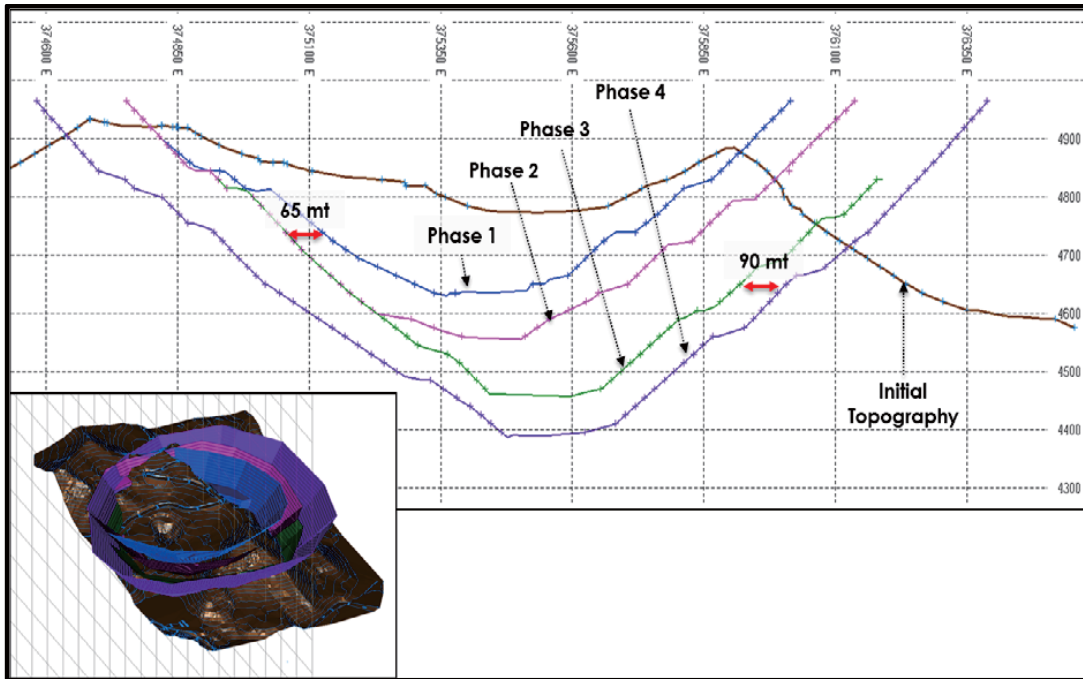 374600 E
374850 E
375100 E
375350 E
375600 E
375850 E
376100 E
376350 E
Phase 4
4900
Phase 3
Phase 2
4800
65 mt
Phase 1
4700
90 mt
4600
4500
Initial
Topography
4400
4300